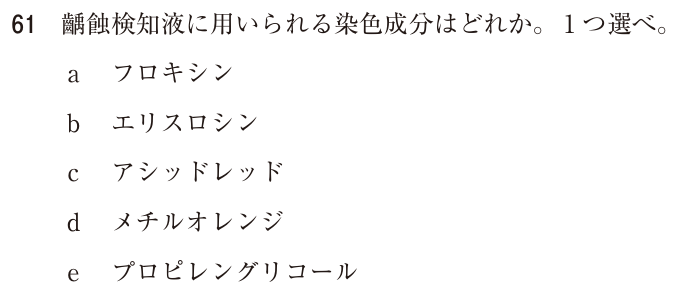 61 齲蝕検知液に用いられる染色成分はどれか。1つ選べ。
a フロキシン
b エリスロシン
c アシッドレッド
d メチルオレンジ
e プロピレングリコール